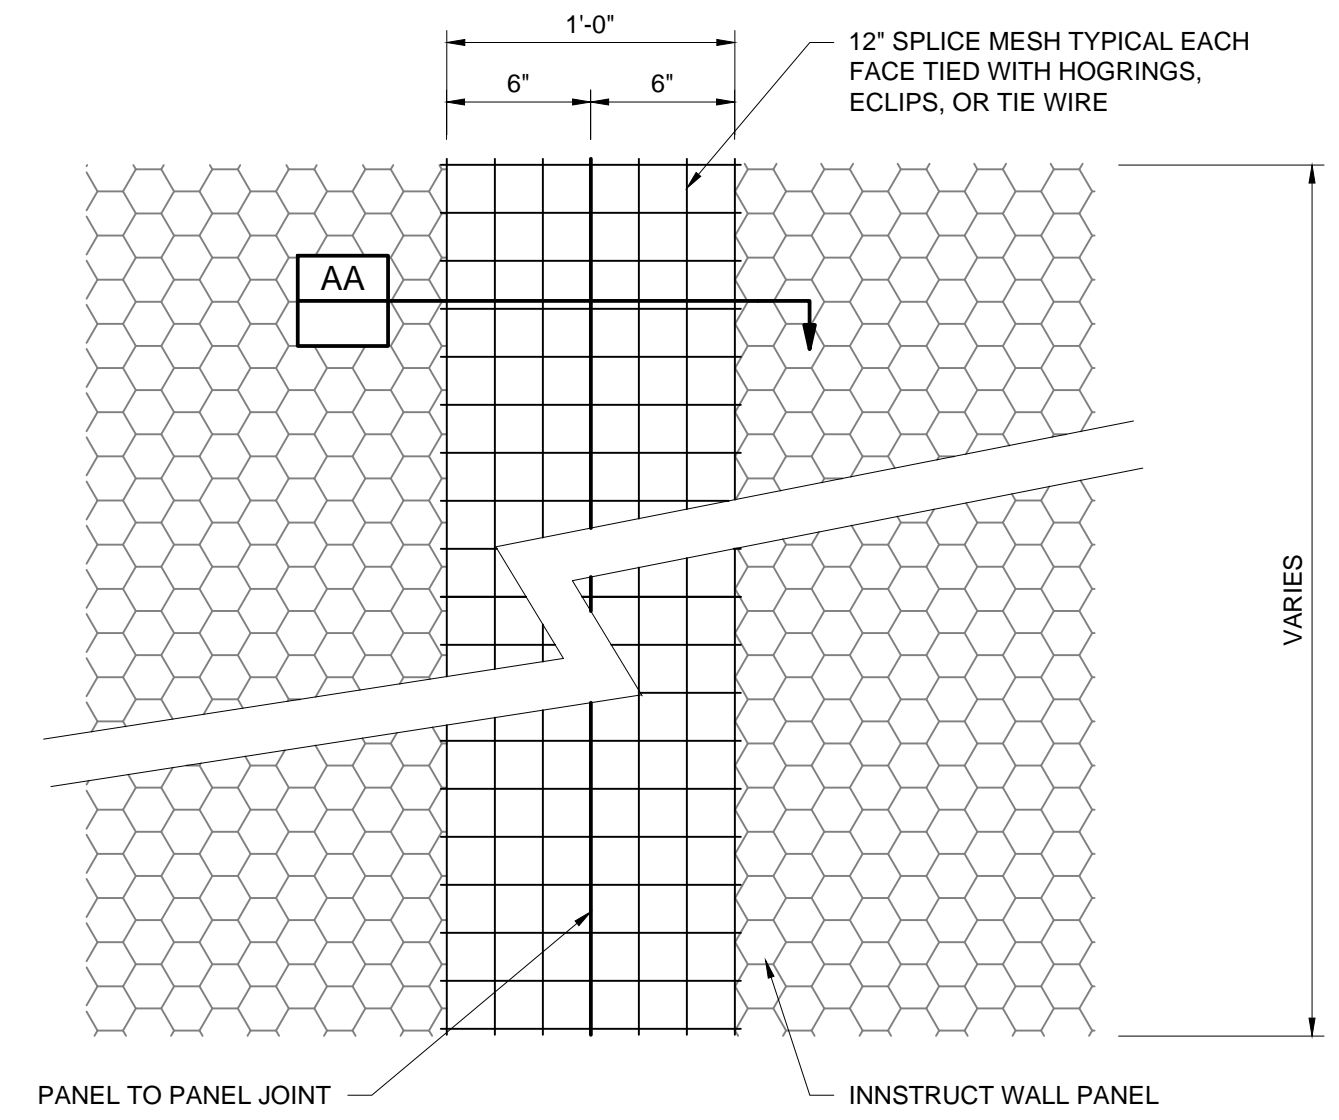 1'-0"
6"
6"
12" SPLICE MESH TYPICAL EACH
FACE TIED WITH HOGRINGS,
ECLIPS, OR TIE WIRE
AA
VARIES
PANEL TO PANEL JOINT
INNSTRUCT WALL PANEL